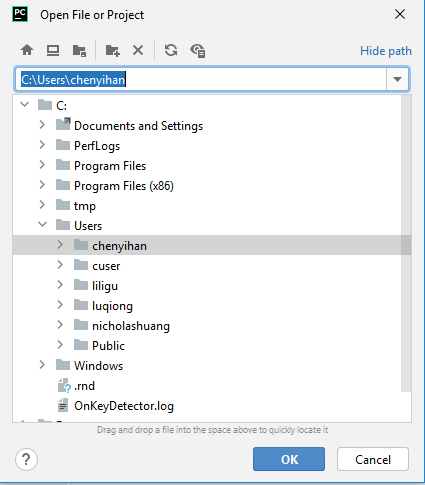 PC Open File or Project
Hide path
C:\Users\chenyihan
C:
Documents and Settings
PerfLogs
Program Files
Program Files (x86)
tmp
Users
chenyihan
cuser
liligu
luqiong
nicholashuang
Public
Windows
.rnd
OnKeyDetector.log
Drag and drop a file into the space above to quickly locate it
? OK Cancel